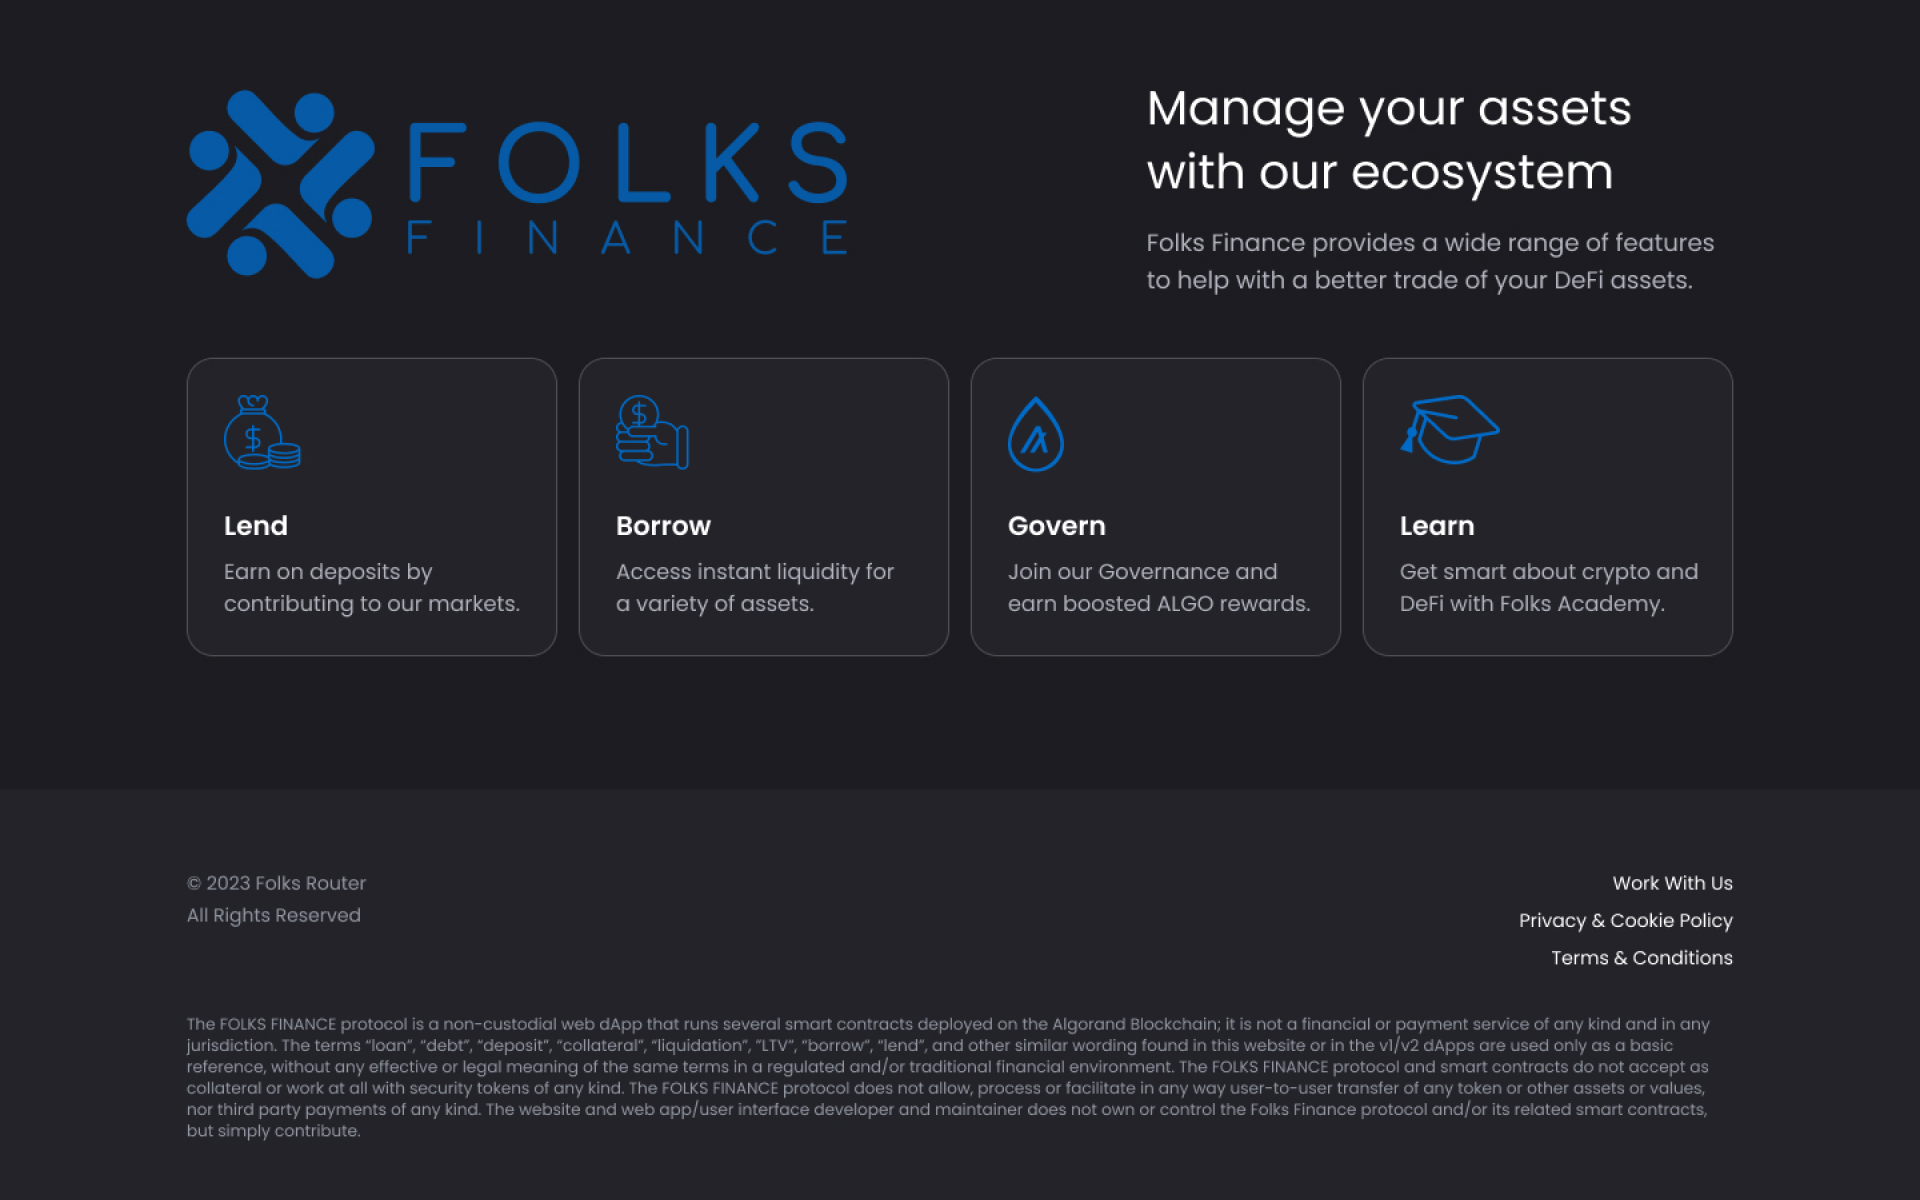 FOLKS
FINANCE
Manage your assets
with our ecosystem
Folks Finance provides a wide range of features
to help with a better trade of your DeFi assets.
Lend
Earn on deposits by
contributing to our markets.
Borrow
Access instant liquidity for
a variety of assets.
Govern
Join our Governance and
earn boosted ALGO rewards.
Learn
Get smart about crypto and
DeFi with Folks Academy.
© 2023 Folks Router
All Rights Reserved
Work With Us
Privacy & Cookie Policy
Terms & Conditions
The FOLKS FINANCE protocol is a non-custodial web dApp that runs several smart contracts deployed on the Algorand Blockchain; it is not a financial or payment service of any kind and in any
jurisdiction. The terms “loan”, “debt”, “deposit”, “collateral”, “liquidation”, ”LTV”, “borrow”, “lend”, and other similar wording found in this website or in the v1/v2 dApps are used only as a basic
reference, without any effective or legal meaning of the same terms in a regulated and/or traditional financial environment. The FOLKS FINANCE protocol and smart contracts do not accept as
collateral or work at all with security tokens of any kind. The FOLKS FINANCE protocol does not allow, process or facilitate in any way user-to-user transfer of any token or other assets or values,
nor third party payments of any kind. The website and web app/user interface developer and maintainer does not own or control the Folks Finance protocol and/or its related smart contracts,
but simply contribute.